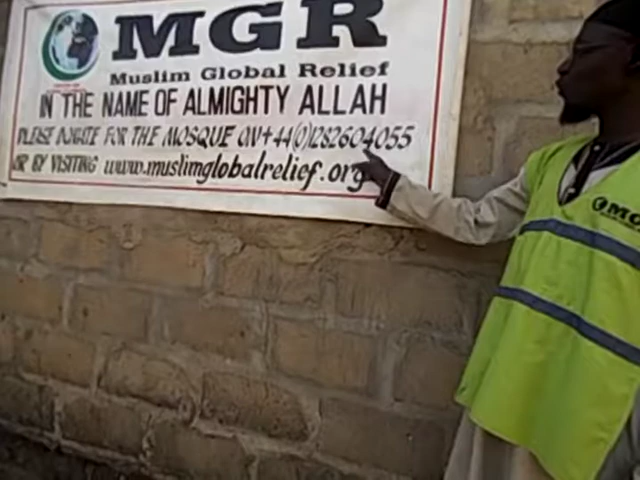 MGR
Muslim Global Relief
IN THE NAME OF ALMIGHTY ALLAH
PLEASE DONATE FOR THE MOSQUE ON +44(0)1282604055
OR BY VISITING www.muslimglobalrelief.org